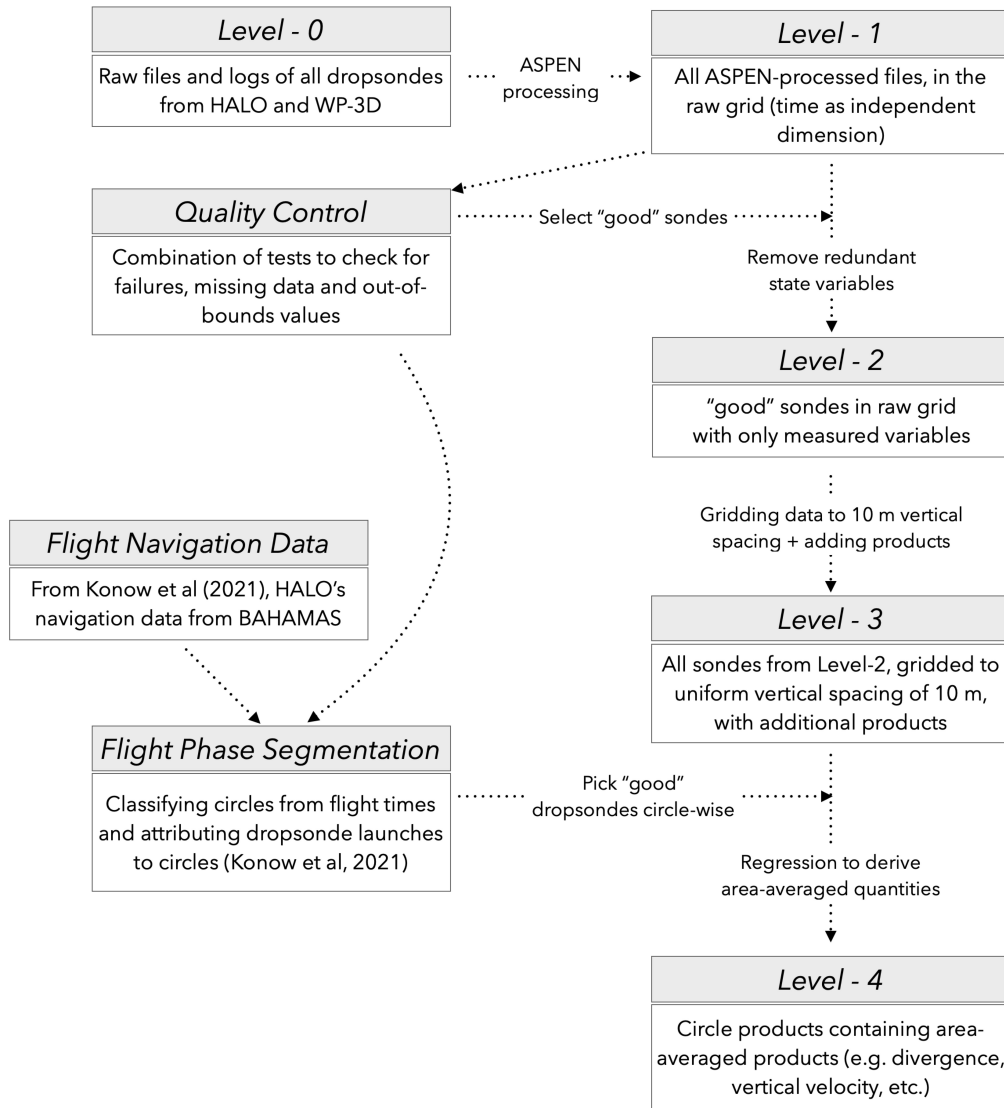 Level - 0
Raw files and logs of all dropsondes
from HALO and WP-3D
ASPEN
processing
Level - 1
All ASPEN-processed files, in the
raw grid (time as independent
dimension)
Quality Control
Combination of tests to check for
failures, missing data and out-of-
bounds values
Select “good” sondes
Remove redundant
state variables
Level - 2
“good” sondes in raw grid
with only measured variables
Gridding data to 10 m vertical
spacing + adding products
Flight Navigation Data
From Konow et al (2021), HALO’s
navigation data from BAHAMAS
Level - 3
All sondes from Level-2, gridded to
uniform vertical spacing of 10 m,
with additional products
Flight Phase Segmentation
Classifying circles from flight times
and attributing dropsonde launches
to circles (Konow et al, 2021)
Pick “good”
dropsondes circle-wise
Regression to derive
area-averaged quantities
Level - 4
Circle products containing area-
averaged products (e.g. divergence,
vertical velocity, etc.)